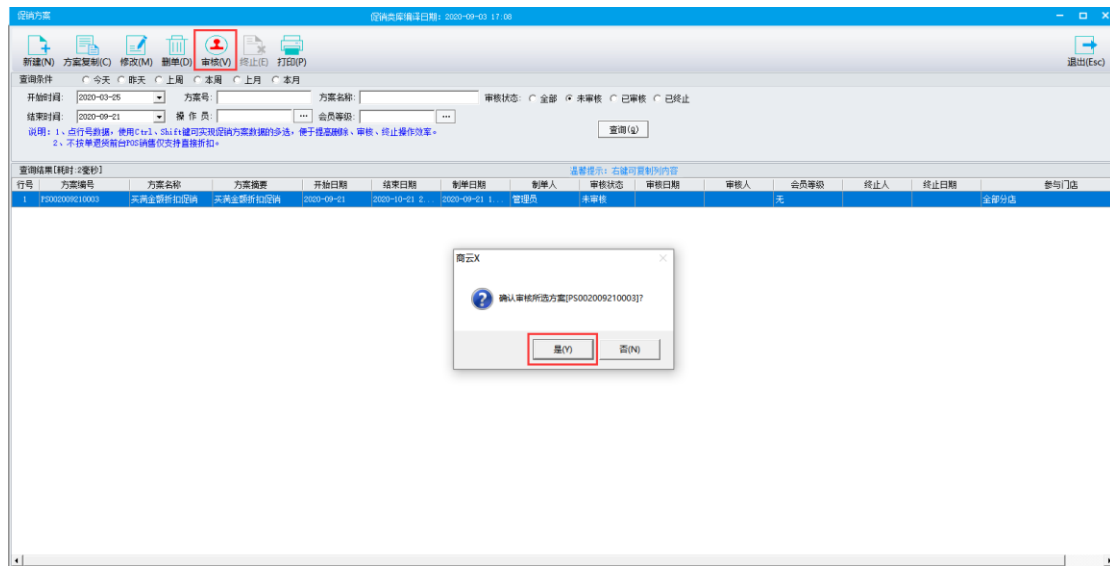 促销方案 促销类库编译日期：2020-09-03 17:08
新建(N) 方案复制(C) 修改(M) 删单(D) 审核(V) 终止(E) 打印(P) 退出(Esc)
查询条件 今天 昨天 上周 本周 上月 本月
开始时间: 2020-03-25 方案号: 方案名称: 审核状态: 全部 未审核 已审核 已终止
结束时间: 2020-09-21 操 作 员: ... 会员等级: ...
查询(Q)
说明：1、点行号数据，使用Ctrl、Shift键可实现促销方案数据的多选，便于提高删除、审核、终止操作效率。
2、不按单退货前台POS销售仅支持直接折扣。
查询结果[耗时:2毫秒] 温馨提示：右键可复制列内容
行号 方案编号 方案名称 方案摘要 开始日期 结束日期 制单日期 制单人 审核状态 审核日期 审核人 会员等级 终止人 终止日期 参与门店
1 PS002009210003 买满金额折扣促销 买满金额折扣促销 2020-09-21 2020-10-21 2... 2020-09-21 1... 管理员 未审核 无 全部分店
商云X
确认审核所选方案[PS002009210003]?
是(Y) 否(N)